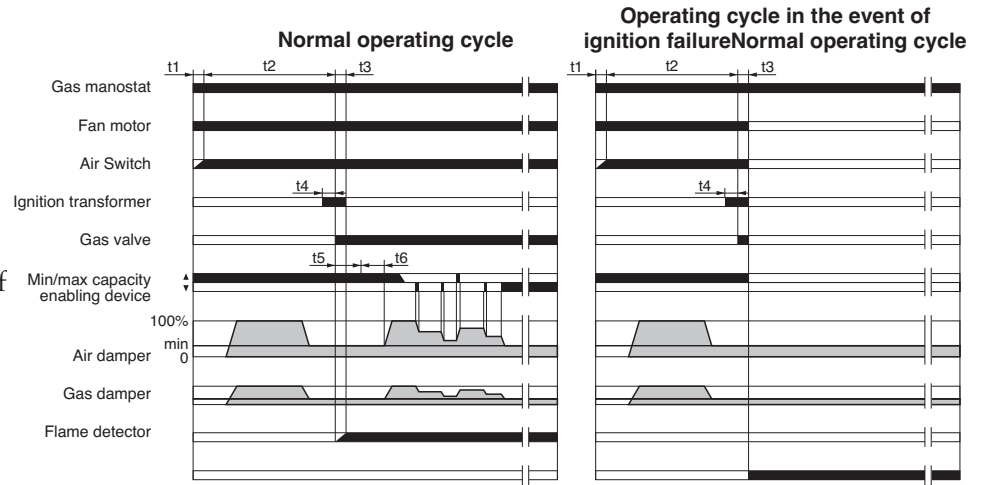 Normal operating cycle
Operating cycle in the event of
ignition failureNormal operating cycle
t1 t2 t3
t1 t2 t3
Gas manostat
Fan motor
Air Switch
t4
t4
Ignition transformer
Gas valve
t5 t6
f
Min/max capacity
enabling device
100%
min
0
Air damper
Gas damper
Flame detector